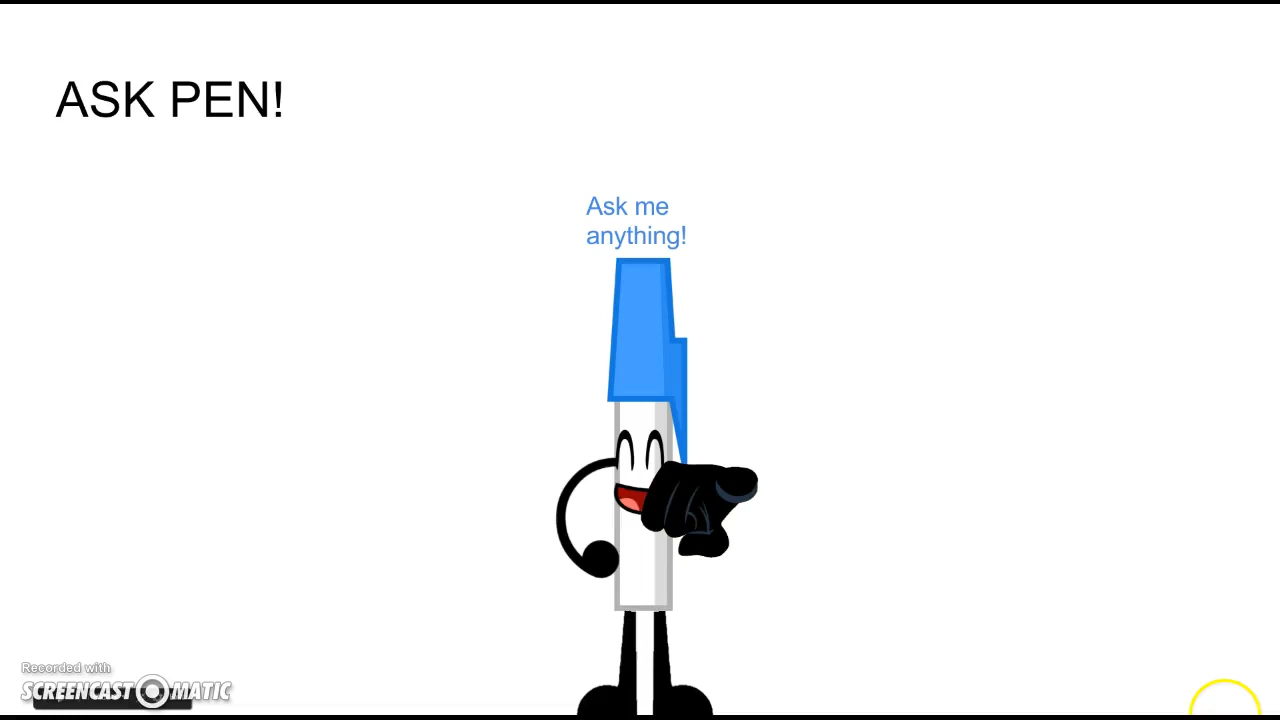 ASK PEN!
Ask me
anything!
Recorded with
SCREENCAST MATIC